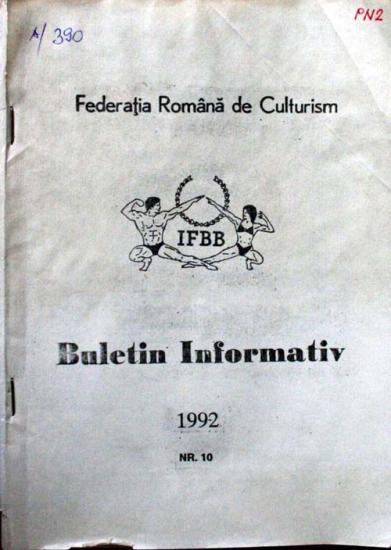 A/390
PN2
Federaţia Română de Culturism
IFBB
Buletin Informativ
1992
NR. 10